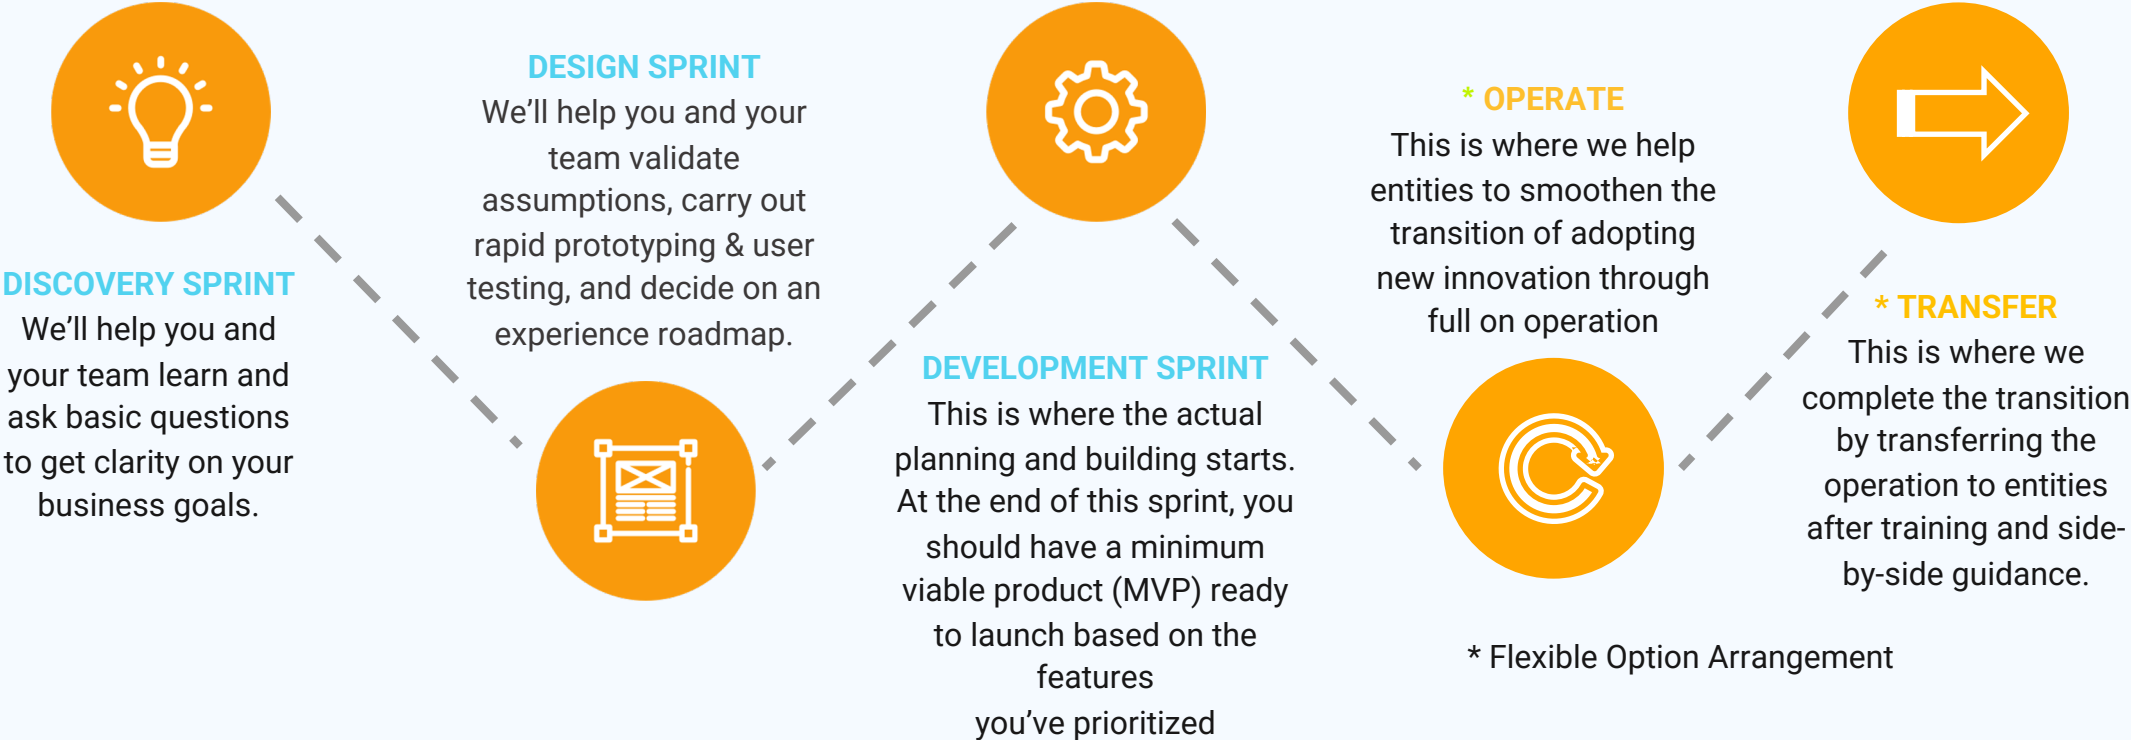 DISCOVERY SPRINT
We’ll help you and
your team learn and
ask basic questions
to get clarity on your
business goals.
DESIGN SPRINT
We’ll help you and your
team validate
assumptions, carry out
rapid prototyping & user
testing, and decide on an
experience roadmap.
DEVELOPMENT SPRINT
This is where the actual
planning and building starts.
At the end of this sprint, you
should have a minimum
viable product (MVP) ready
to launch based on the
features
you’ve prioritized
* OPERATE
This is where we help
entities to smoothen the
transition of adopting
new innovation through
full on operation
* TRANSFER
This is where we
complete the transition
by transferring the
operation to entities
after training and side-
by-side guidance.
* Flexible Option Arrangement